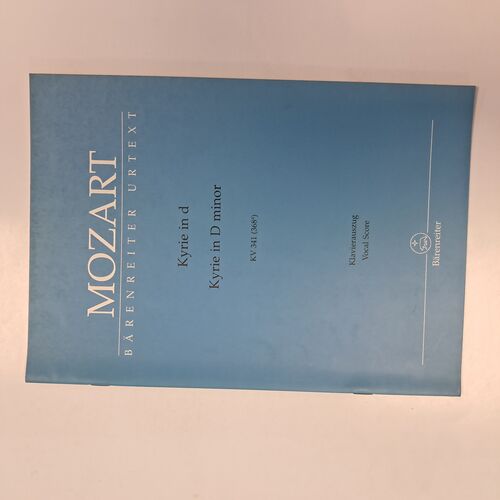 MOZART
BÄRENREITER URTEXT
Kyrie in d
Kyrie in D minor
KV 341 (368ª)
Klavierauszug
Vocal Score
Bärenreiter